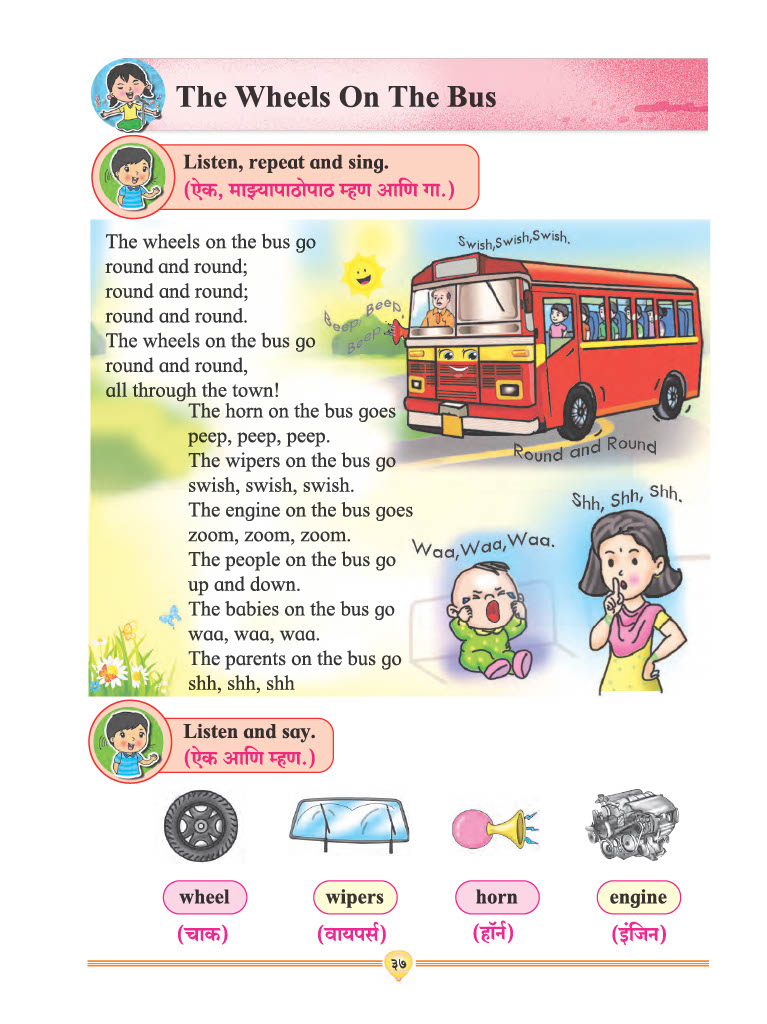 The Wheels On The Bus
Listen, repeat and sing.
(ऐक, माझ्यापाठोपाठ म्हण आणि गा.)
The wheels on the bus go
round and round;
round and round;
round and round.
The wheels on the bus go
round and round,
all through the town!
The horn on the bus goes
peep, peep, peep.
The wipers on the bus go
swish, swish, swish.
The engine on the bus goes
zoom, zoom, zoom.
The people on the bus go
up and down.
The babies on the bus go
waa, waa, waa.
The parents on the bus go
shh, shh, shh
Swish,Swish,Swish.
Beep, Beep,
Beep
Round and Round
Waa,Waa,Waa.
Shh, Shh, Shh.
Listen and say.
(ऐक आणि म्हण.)
wheel
wipers
horn
engine
(चाक)
(वायपर्स)
(हॉर्न)
(इंजिन)
३७